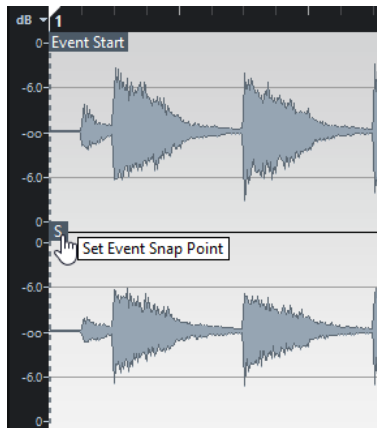 dB 1
0- Event Start
-6.0-
-oo-
-6.0-
0-
S
0-
Set Event Snap Point
-6.0-
-oo-
-6.0-
0-